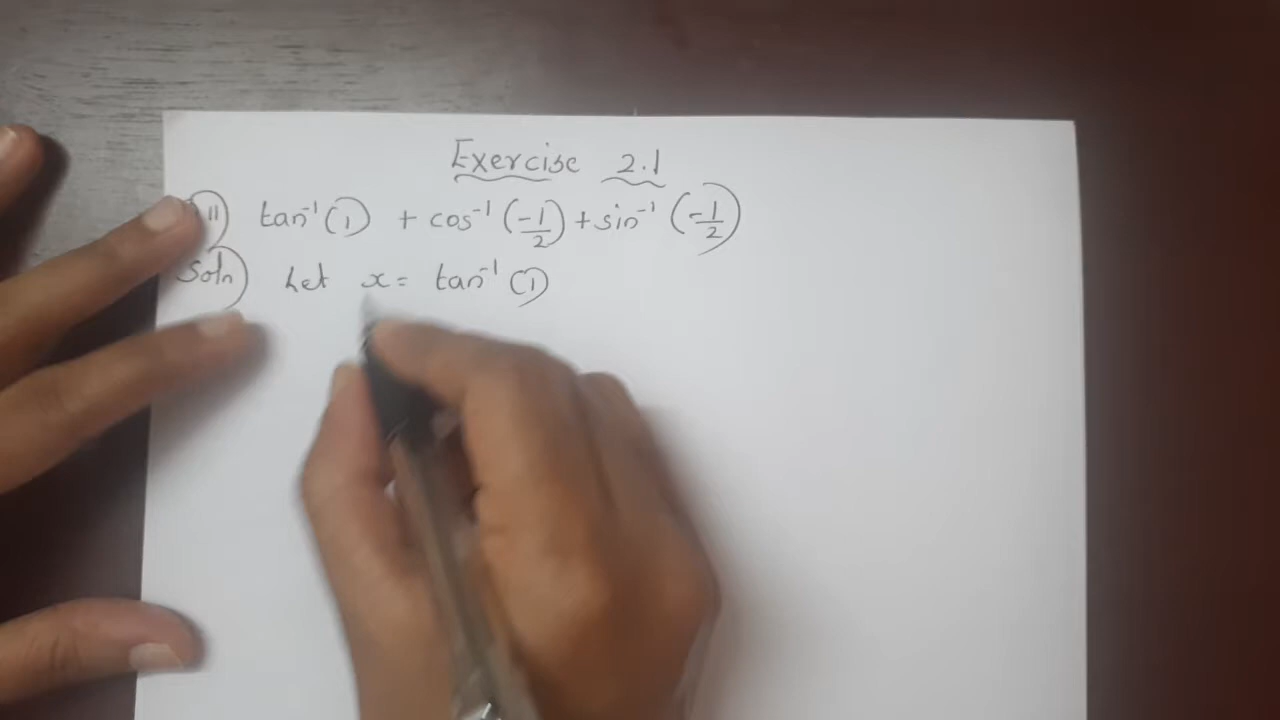 Exercise 2.1
11) tan⁻¹(1) + cos⁻¹(-1/2) + sin⁻¹(-1/2)
Soln) Let x = tan⁻¹(1)